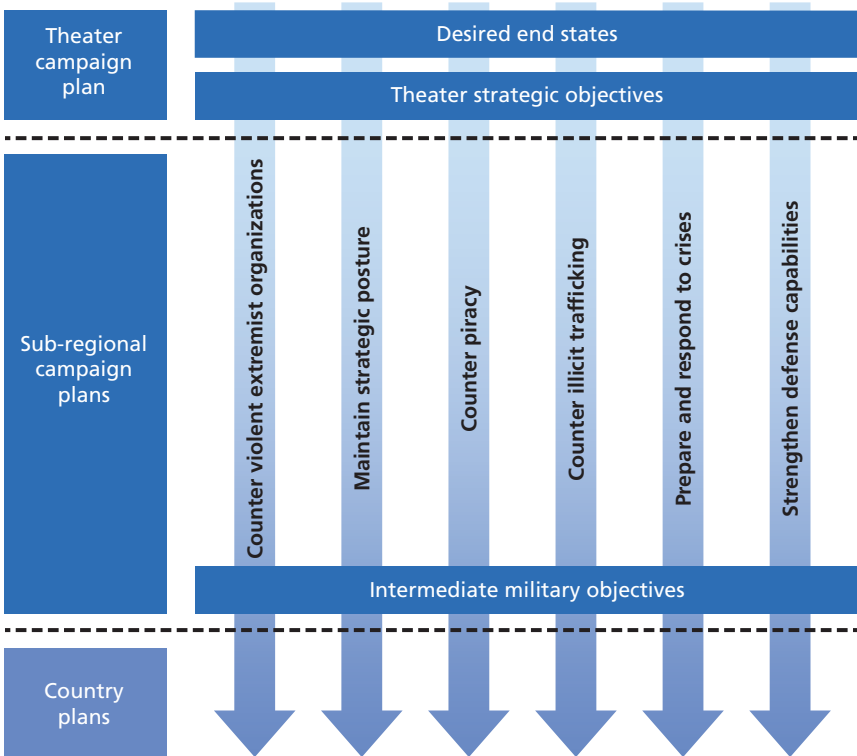 Theater
campaign
plan
Desired end states
Theater strategic objectives
Sub-regional
campaign
plans
Counter violent extremist organizations
Maintain strategic posture
Counter piracy
Counter illicit trafficking
Prepare and respond to crises
Strengthen defense capabilities
Intermediate military objectives
Country
plans